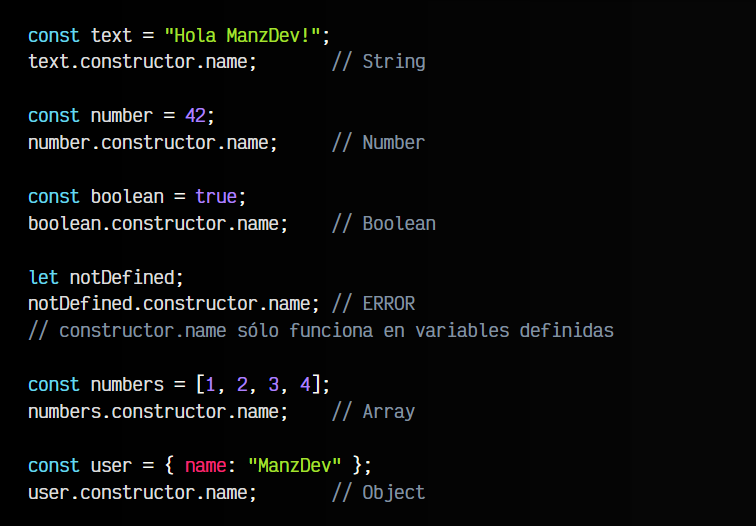 const text = "Hola ManzDev!";
text.constructor.name;       // String
const number = 42;
number.constructor.name;     // Number
const boolean = true;
boolean.constructor.name;    // Boolean
let notDefined;
notDefined.constructor.name; // ERROR
// constructor.name sólo funciona en variables definidas
const numbers = [1, 2, 3, 4];
numbers.constructor.name;    // Array
const user = { name: "ManzDev" };
user.constructor.name;       // Object